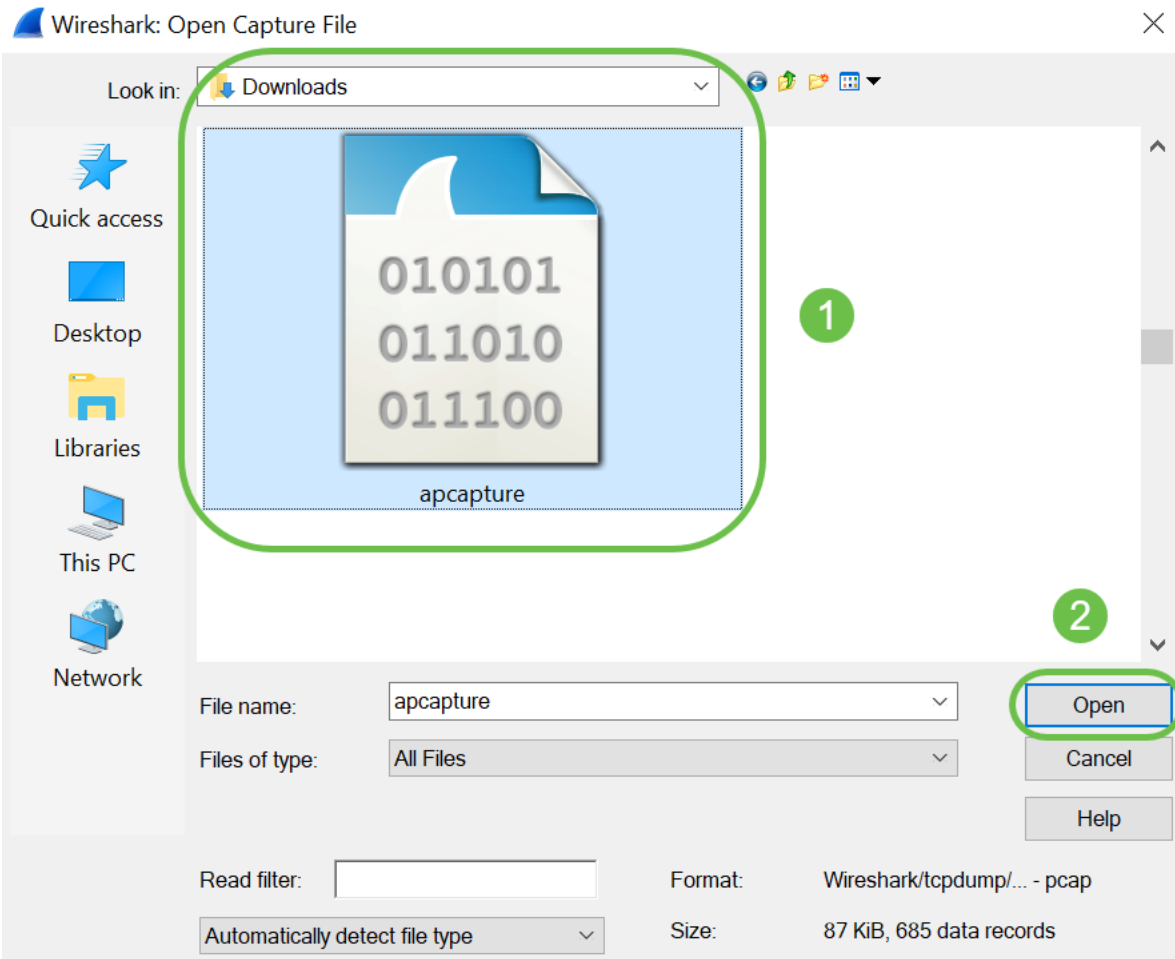 Wireshark: Open Capture File
Look in:
Downloads
Quick access
Desktop
Libraries
This PC
Network
010101
011010
011100
apcapture
1
2
File name:
apcapture
Open
Files of type:
All Files
Cancel
Help
Read filter:
Format:
Wireshark/tcpdump/... - pcap
Automatically detect file type
Size:
87 KiB, 685 data records